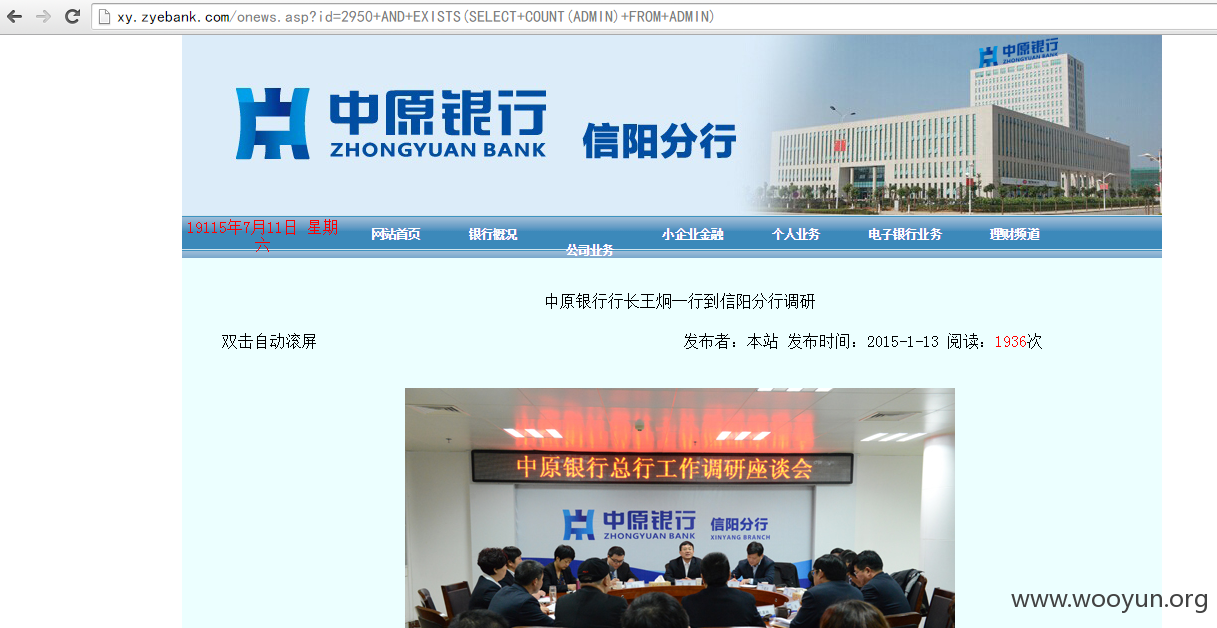 xy.zyebank.com/onews.asp?id=2950+AND+EXISTS(SELECT+COUNT(ADMIN)+FROM+ADMIN)
中原银行
ZHONGYUAN BANK
信阳分行
中原银行
ZHONGYUAN BANK
19115年7月11日 星期六
网站首页 银行概况 公司业务 小企业金融 个人业务 电子银行业务 理财频道
中原银行行长王炯一行到信阳分行调研
双击自动滚屏 发布者：本站 发布时间：2015-1-13 阅读：1936次
中原银行总行工作调研座谈会
中原银行 信阳分行
ZHONGYUAN BANK XINYANG BRANCH
www.wooyun.org